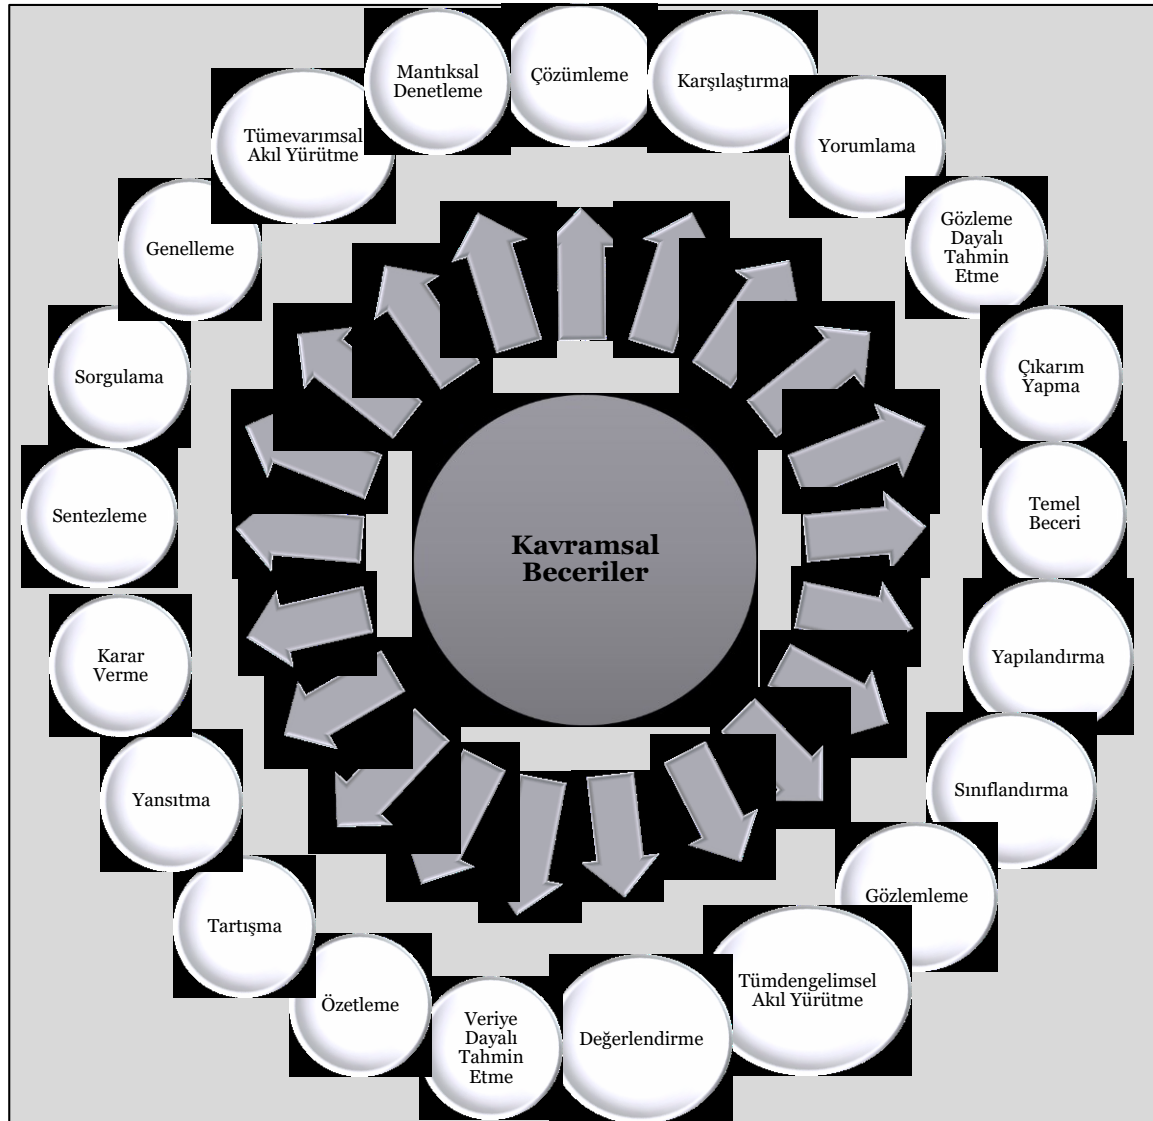 Mantıksal
Denetleme
Çözümleme
Karşılaştırma
Yorumlama
Gözleme
Dayalı
Tahmin
Etme
Çıkarım
Yapma
Temel
Beceri
Yapılandırma
Sınıflandırma
Gözlemleme
Tümdengelimsel
Akıl Yürütme
Değerlendirme
Veriye
Dayalı
Tahmin
Etme
Özetleme
Tartışma
Yansıtma
Karar
Verme
Sentezleme
Sorgulama
Genelleme
Tümevarımsal
Akıl Yürütme
Kavramsal
Beceriler